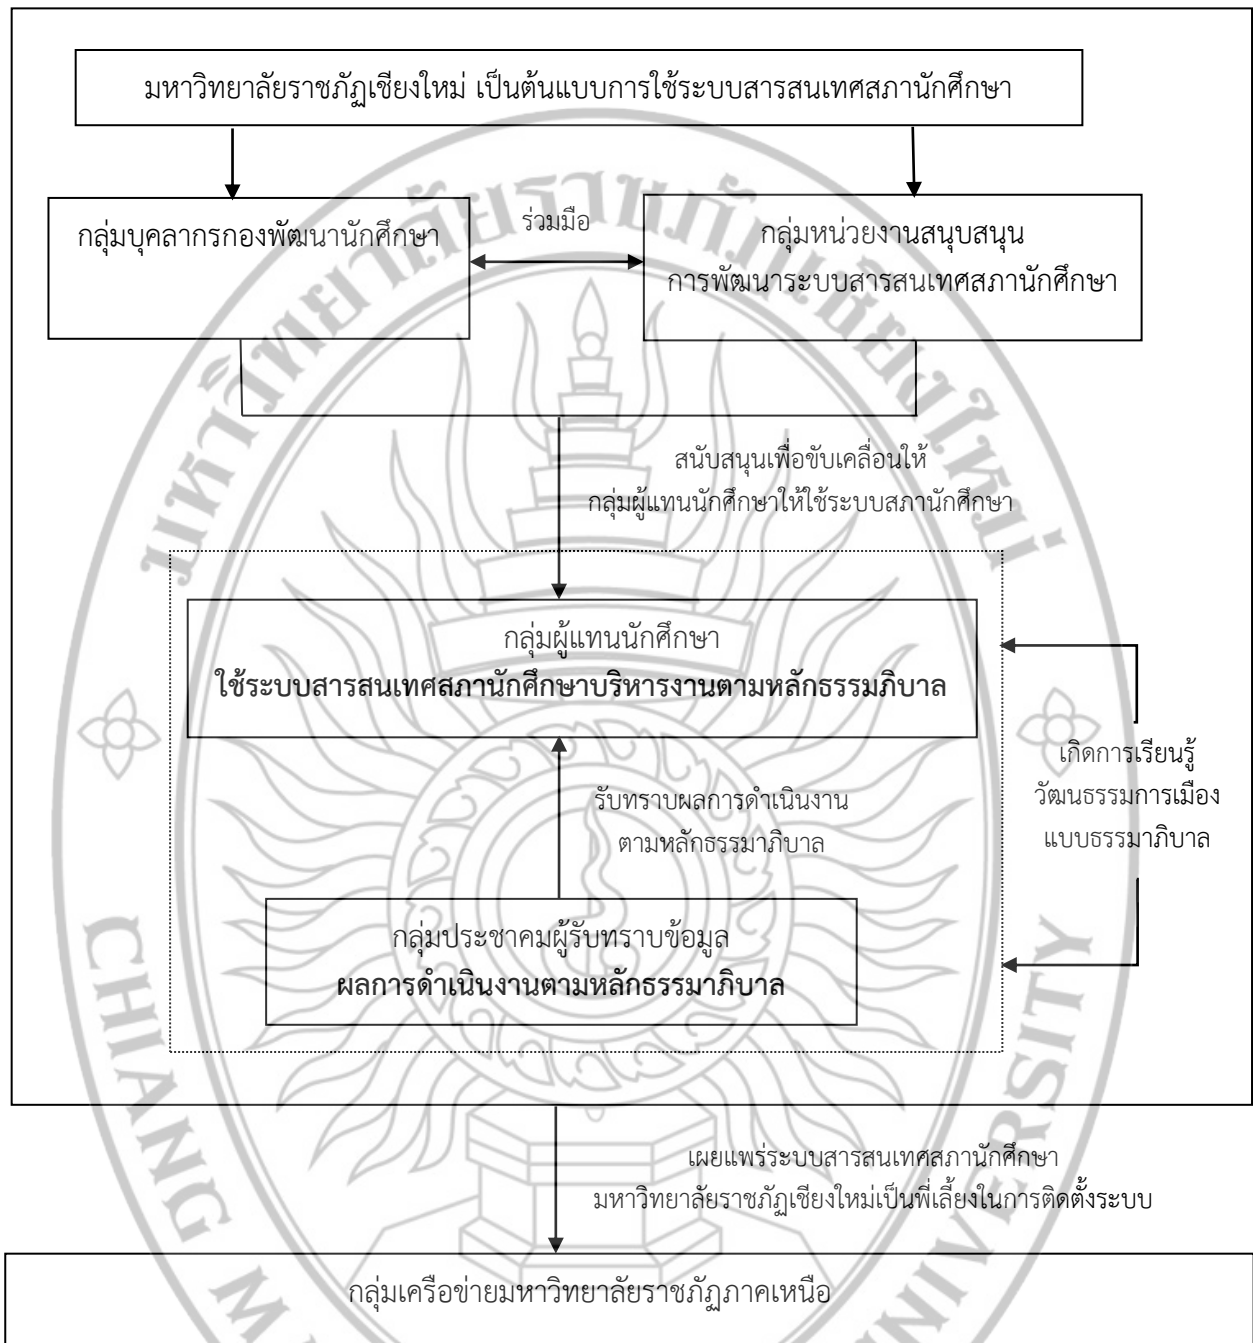 มหาวิทยาลัยราชภัฏเชียงใหม่ เป็นต้นแบบการใช้ระบบสารสนเทศสภานักศึกษา
กลุ่มบุคลากรกองพัฒนานักศึกษา
ร่วมมือ
กลุ่มหน่วยงานสนุบสนุน
การพัฒนาระบบสารสนเทศสภานักศึกษา
สนับสนุนเพื่อขับเคลื่อนให้
กลุ่มผู้แทนนักศึกษาให้ใช้ระบบสภานักศึกษา
กลุ่มผู้แทนนักศึกษา
ใช้ระบบสารสนเทศสภานักศึกษาบริหารงานตามหลักธรรมภิบาล
รับทราบผลการดำเนินงาน
ตามหลักธรรมาภิบาล
เกิดการเรียนรู้
วัฒนธรรมการเมือง
แบบธรรมาภิบาล
กลุ่มประชาคมผู้รับทราบข้อมูล
ผลการดำเนินงานตามหลักธรรมาภิบาล
เผยแพร่ระบบสารสนเทศสภานักศึกษา
มหาวิทยาลัยราชภัฏเชียงใหม่เป็นพี่เลี้ยงในการติดตั้งระบบ
กลุ่มเครือข่ายมหาวิทยาลัยราชภัฏภาคเหนือ
มหาวิทยาลัยราชภัฏเชียงใหม่
CHIANG
UNIVERSITY